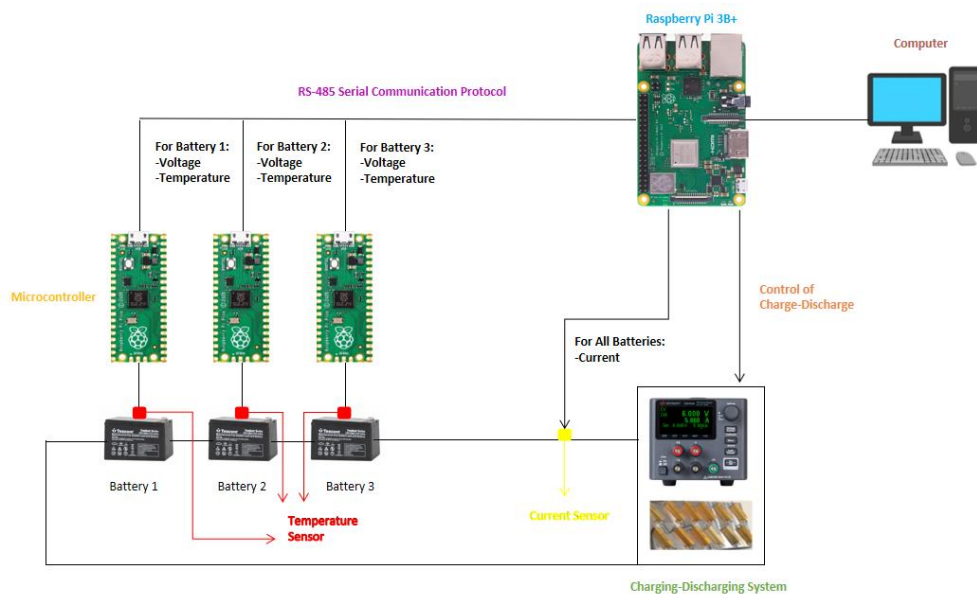 Raspberry Pi 3B+
Computer
RS-485 Serial Communication Protocol
For Battery 1:
-Voltage
-Temperature
For Battery 2:
-Voltage
-Temperature
For Battery 3:
-Voltage
-Temperature
Microcontroller
Control of
Charge-Discharge
For All Batteries:
-Current
Battery 1
Battery 2
Battery 3
Temperature
Sensor
Current Sensor
Charging-Discharging System